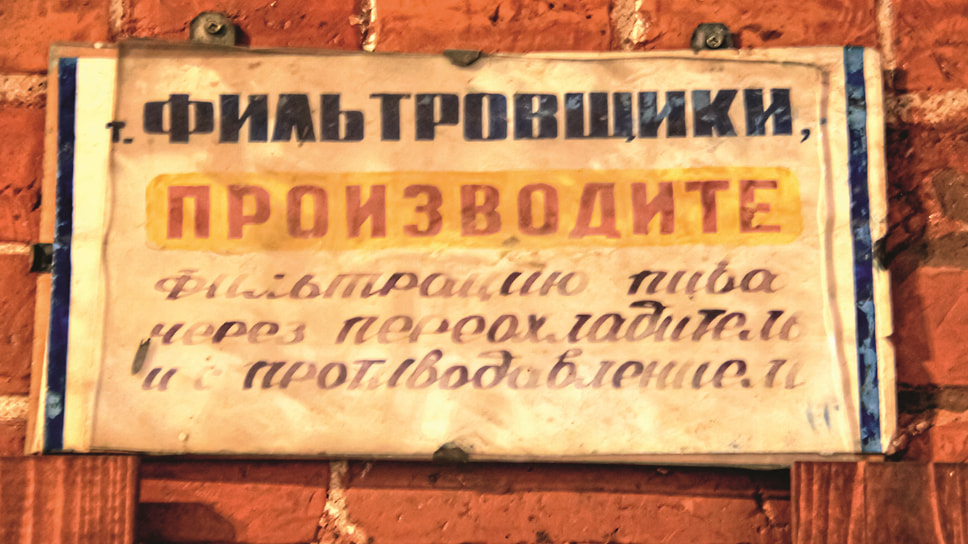 т. ФИЛЬТРОВЩИКИ,
ПРОИЗВОДИТЕ
фильтрацию пива
через переохладитель
и с противодавлением